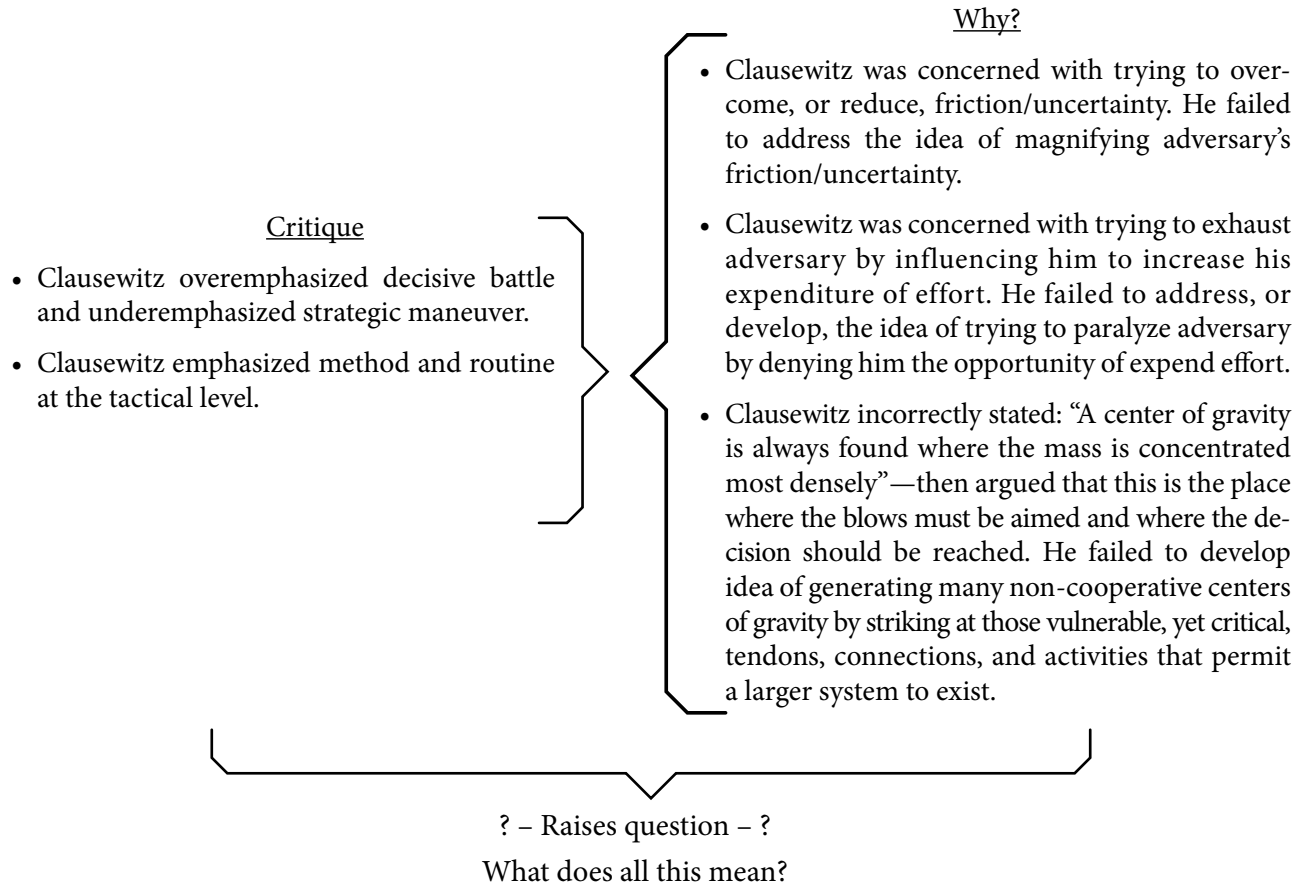 Critique
• Clausewitz overemphasized decisive battle
and underemphasized strategic maneuver.
• Clausewitz emphasized method and routine
at the tactical level.
Why?
• Clausewitz was concerned with trying to over-
come, or reduce, friction/uncertainty. He failed
to address the idea of magnifying adversary’s
friction/uncertainty.
• Clausewitz was concerned with trying to exhaust
adversary by influencing him to increase his
expenditure of effort. He failed to address, or
develop, the idea of trying to paralyze adversary
by denying him the opportunity of expend effort.
• Clausewitz incorrectly stated: “A center of gravity
is always found where the mass is concentrated
most densely”—then argued that this is the place
where the blows must be aimed and where the de-
cision should be reached. He failed to develop
idea of generating many non-cooperative centers
of gravity by striking at those vulnerable, yet critical,
tendons, connections, and activities that permit
a larger system to exist.
? – Raises question – ?
What does all this mean?